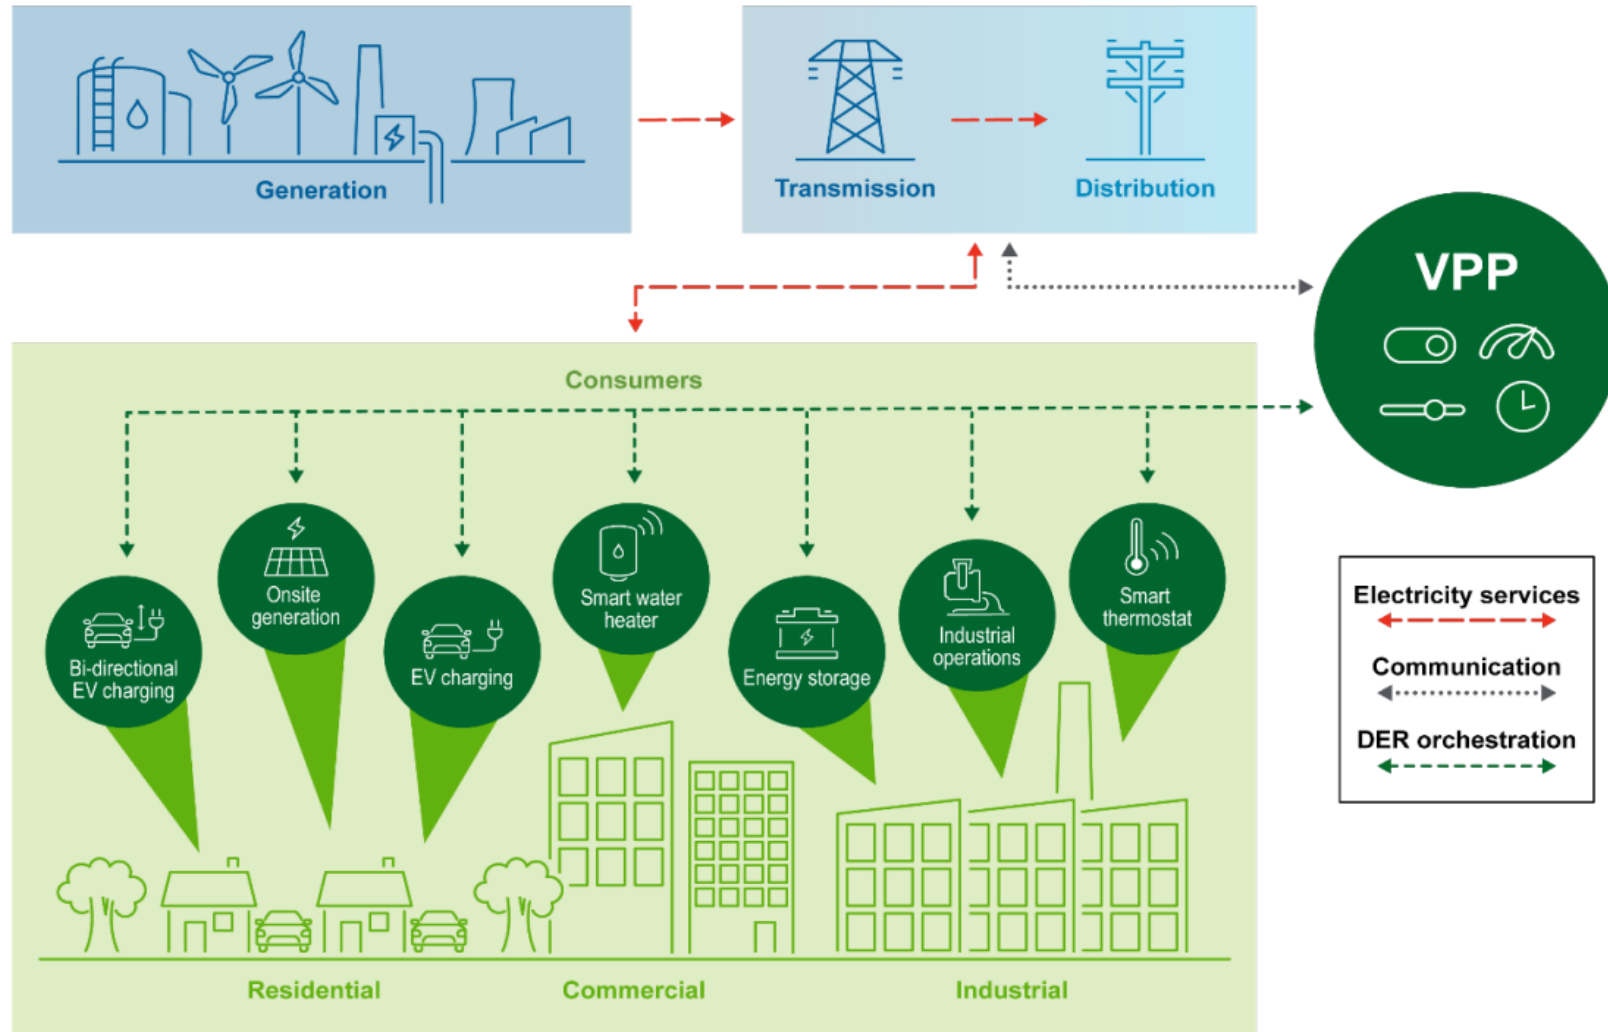 Generation
Transmission
Distribution
VPP
Consumers
Bi-directional
EV charging
Onsite
generation
EV charging
Smart water
heater
Energy storage
Industrial
operations
Smart
thermostat
Residential
Commercial
Industrial
Electricity services
Communication
DER orchestration